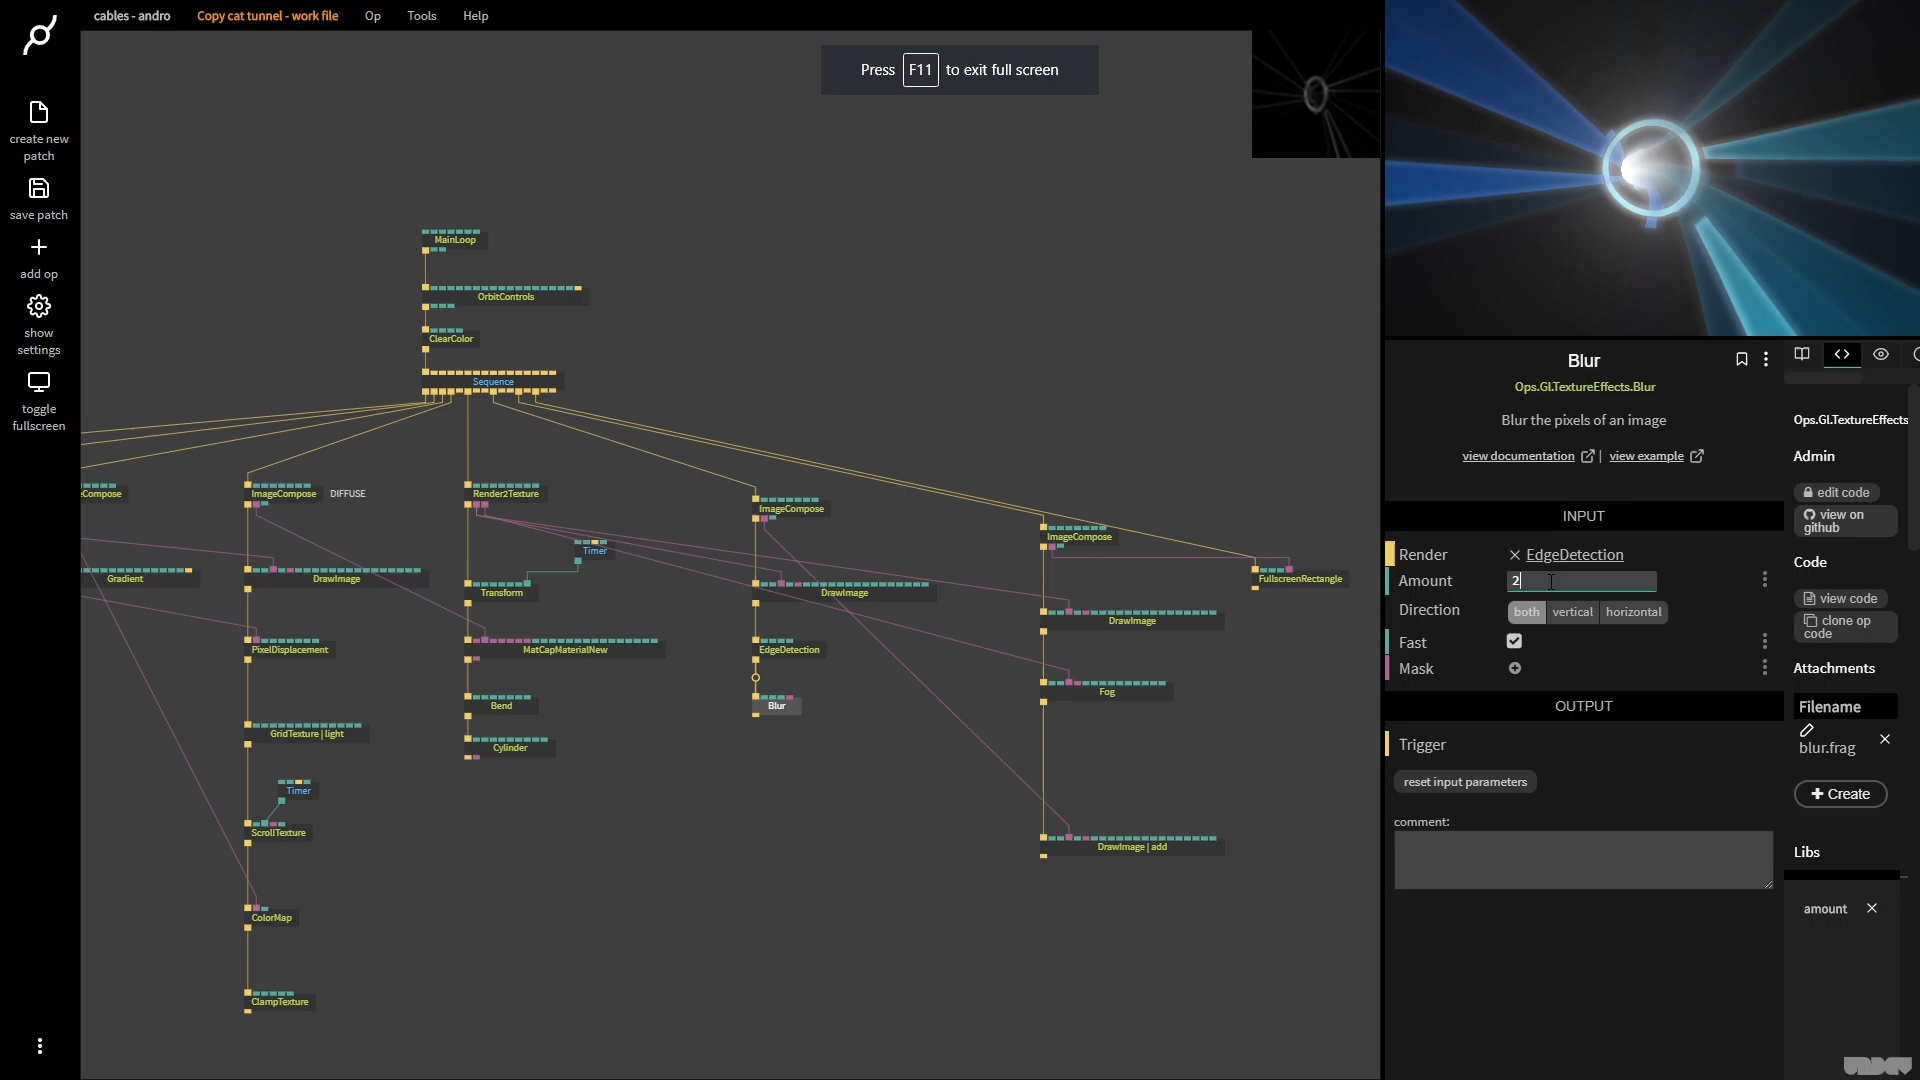 cables - andro
Copy cat tunnel - work file
Op
Tools
Help
Press F11 to exit full screen
create new
patch
save patch
add op
show
settings
toggle
fullscreen
MainLoop
OrbitControls
ClearColor
Sequence
eCompose
ImageCompose
DIFFUSE
Render2Texture
ImageCompose
ImageCompose
Timer
Gradient
DrawImage
Transform
DrawImage
FullscreenRectangle
DrawImage
PixelDisplacement
MatCapMaterialNew
EdgeDetection
Fog
Bend
Blur
GridTexture | light
Cylinder
Timer
ScrollTexture
DrawImage | add
ColorMap
ClampTexture
Blur
Ops.Gl.TextureEffects.Blur
Blur the pixels of an image
view documentation | view example
INPUT
Render
× EdgeDetection
Amount
2
Direction
both vertical horizontal
Fast
Mask
OUTPUT
Trigger
reset input parameters
comment:
Ops.Gl.TextureEffects
Admin
edit code
view on
github
Code
view code
clone op
code
Attachments
Filename
blur.frag
+ Create
Libs
amount